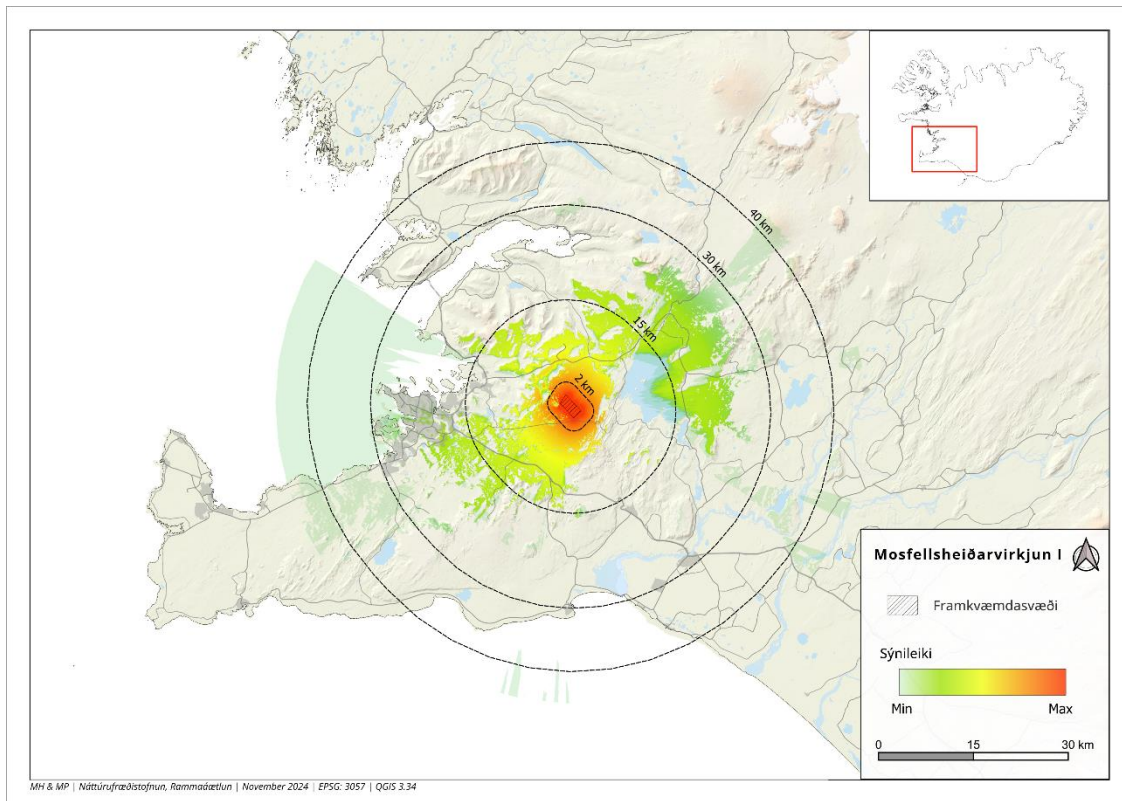 40 km
30 km
15 km
2 km
Mosfellsheiðarvirkjun I
Framkvæmdasvæði
Sýnileiki
Min Max
0 15 30 km
MH & MP | Náttúrufræðistofnun, Rammaáætlun | November 2024 | EPSG: 3057 | QGIS 3.34